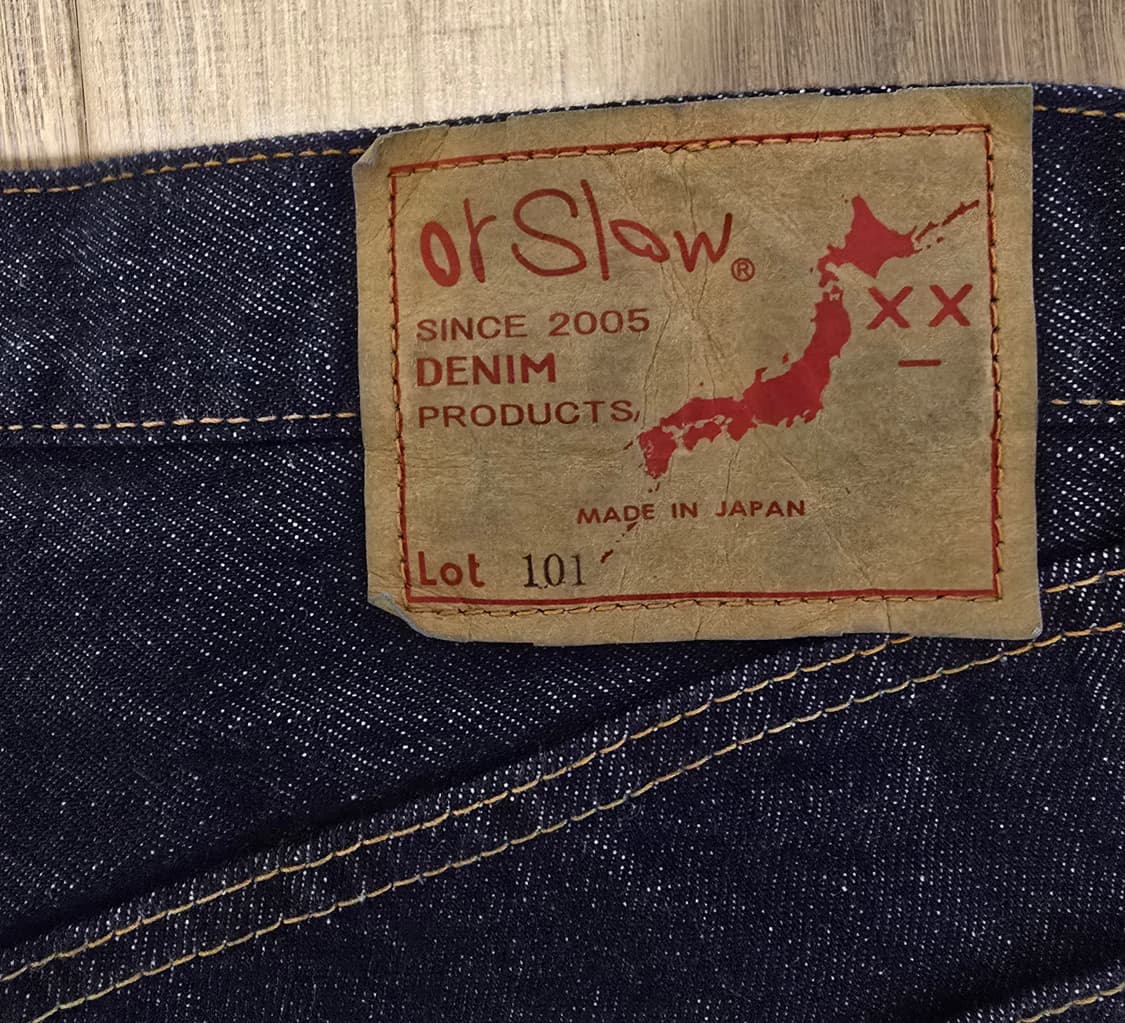 orSlow®
SINCE 2005
DENIM
PRODUCTS
XX
–
MADE IN JAPAN
Lot 101